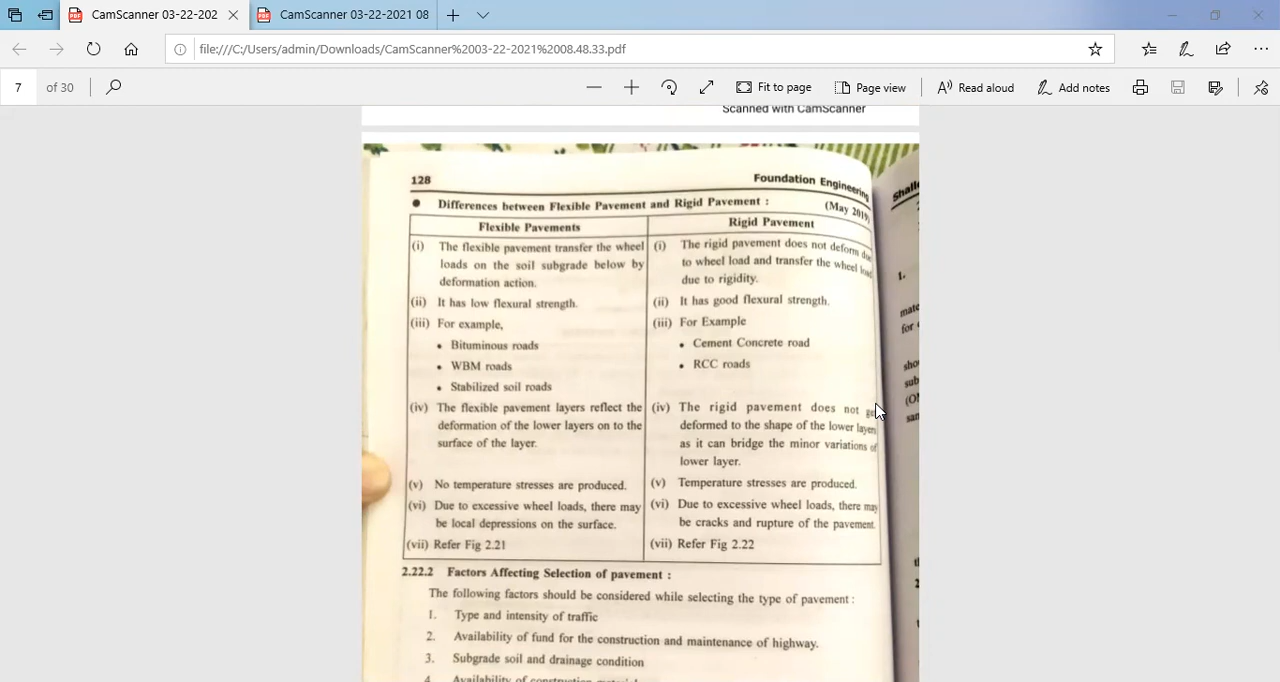 CamScanner 03-22-202
CamScanner 03-22-2021 08
file:///C:/Users/admin/Downloads/CamScanner%2003-22-2021%2008.48.33.pdf
7 of 30
Fit to page
Page view
Read aloud
Add notes
Scanned with CamScanner
128
Foundation Engineering
● Differences between Flexible Pavement and Rigid Pavement :
(May 2019)
Flexible Pavements
(i) The flexible pavement transfer the wheel
loads on the soil subgrade below by
deformation action.
(ii) It has low flexural strength.
(iii) For example,
• Bituminous roads
• WBM roads
• Stabilized soil roads
(iv) The flexible pavement layers reflect the
deformation of the lower layers on to the
surface of the layer.
(v) No temperature stresses are produced.
(vi) Due to excessive wheel loads, there may
be local depressions on the surface.
(vii) Refer Fig 2.21
Rigid Pavement
(i) The rigid pavement does not deform due
to wheel load and transfer the wheel load
due to rigidity.
(ii) It has good flexural strength.
(iii) For Example
• Cement Concrete road
• RCC roads
(iv) The rigid pavement does not
deformed to the shape of the lower layers
as it can bridge the minor variations of
lower layer.
(v) Temperature stresses are produced.
(vi) Due to excessive wheel loads, there may
be cracks and rupture of the pavement.
(vii) Refer Fig 2.22
2.22.2 Factors Affecting Selection of pavement :
The following factors should be considered while selecting the type of pavement :
1. Type and intensity of traffic
2. Availability of fund for the construction and maintenance of highway.
3. Subgrade soil and drainage condition
4. Availability of construction
Shall
1.
mate
for
sho
sub
(O
san